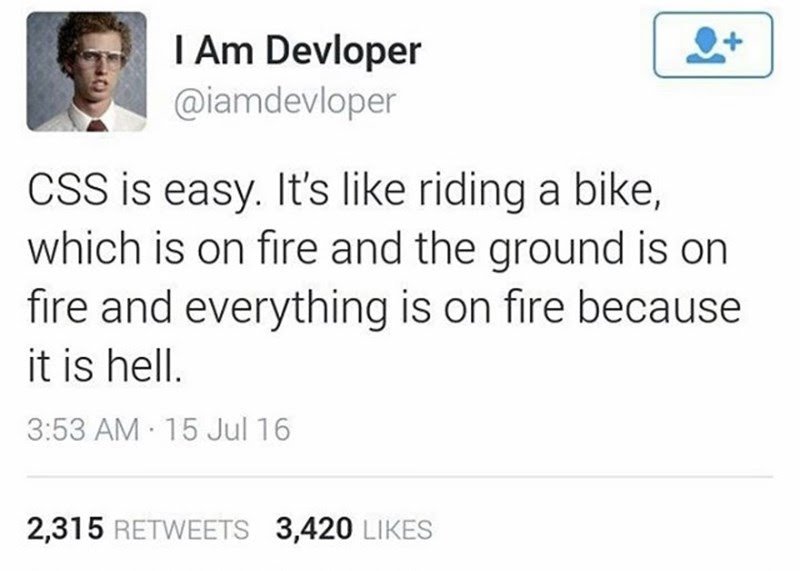 I Am Devloper
@iamdevloper
CSS is easy. It's like riding a bike,
which is on fire and the ground is on
fire and everything is on fire because
it is hell.
3:53 AM · 15 Jul 16
2,315 RETWEETS 3,420 LIKES